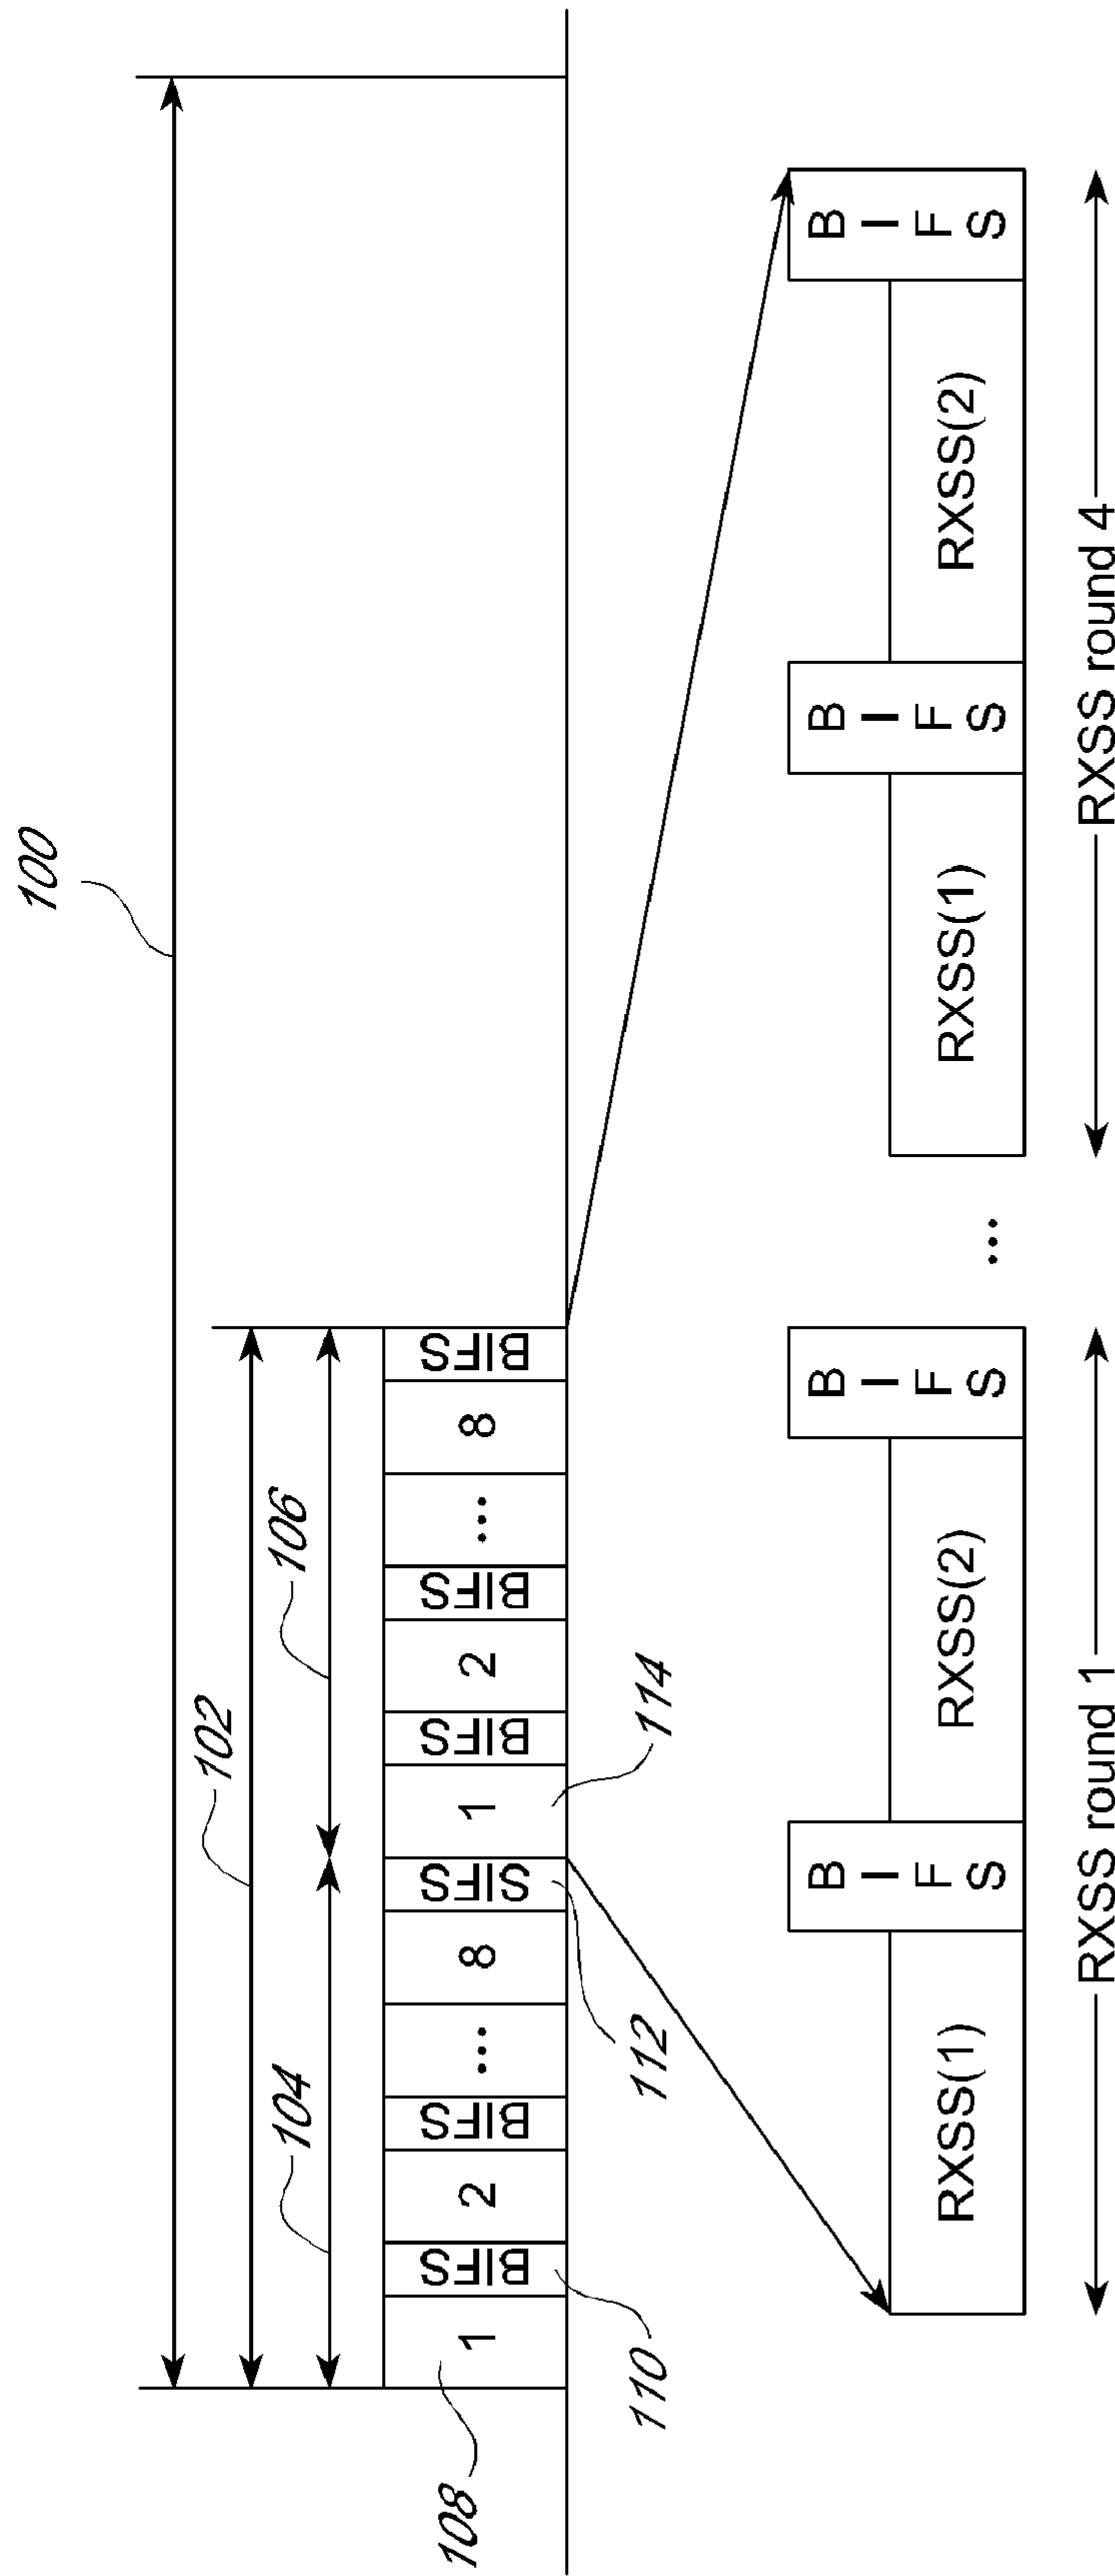 100
102
104
106
1 BIFS 2 BIFS ... 8 SIFS 1 BIFS 2 BIFS ... 8 BIFS
108
110
112
114
RXSS(1) BIFS RXSS(2) BIFS ... RXSS(1) BIFS RXSS(2) BIFS
RXSS round 1
RXSS round 4